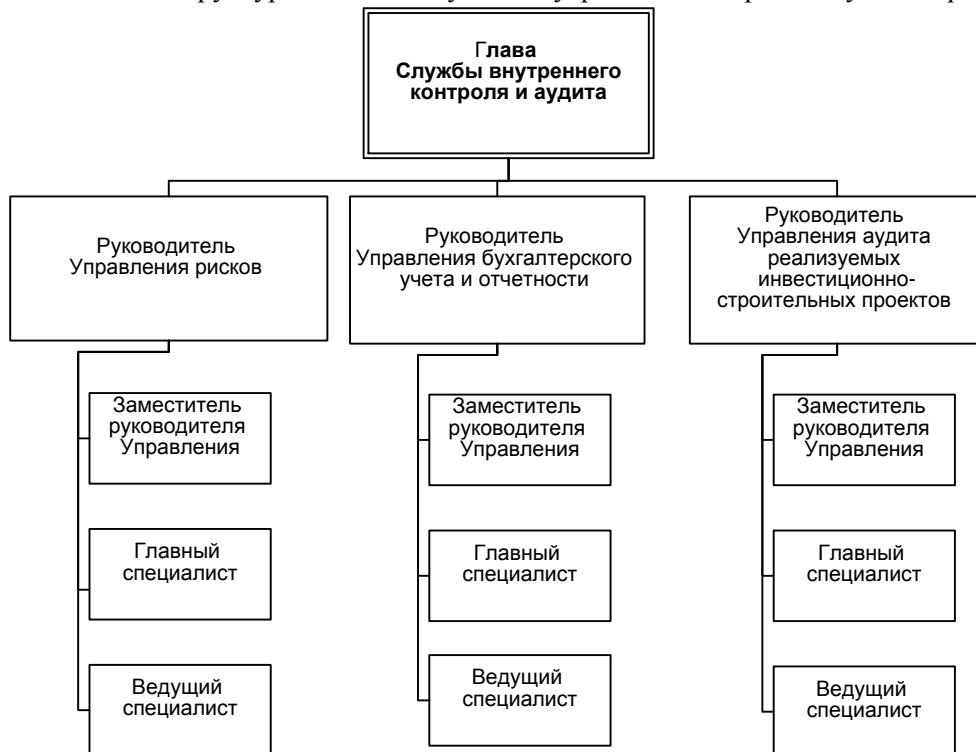 Глава
Службы внутреннего
контроля и аудита
Руководитель
Управления рисков
Руководитель
Управления бухгалтерского
учета и отчетности
Руководитель
Управления аудита
реализуемых
инвестиционно-
строительных проектов
Заместитель
руководителя
Управления
Заместитель
руководителя
Управления
Заместитель
руководителя
Управления
Главный
специалист
Главный
специалист
Главный
специалист
Ведущий
специалист
Ведущий
специалист
Ведущий
специалист